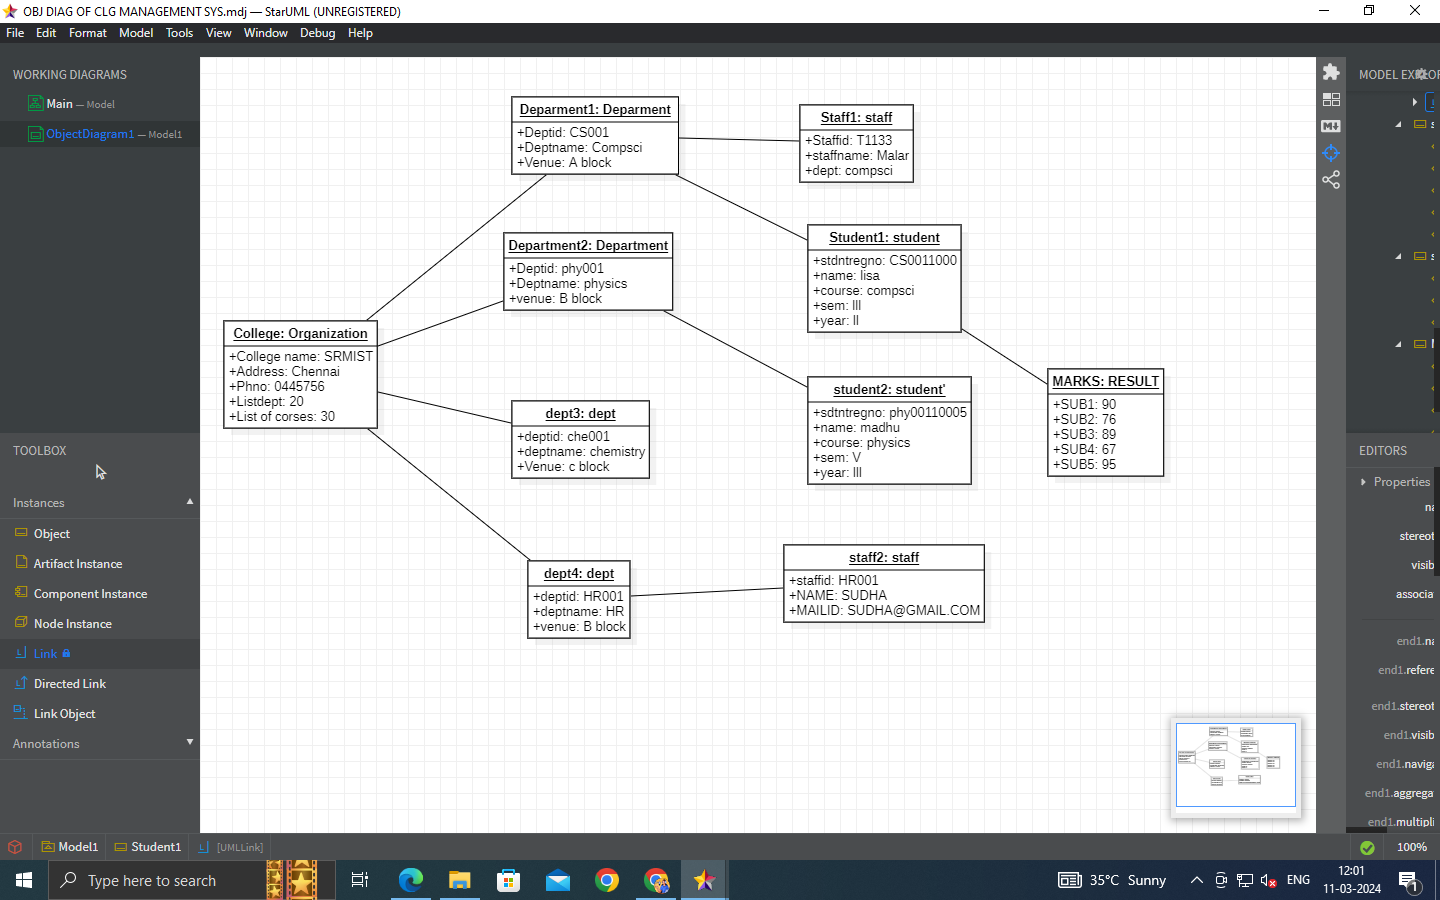 OBJ DIAG OF CLG MANAGEMENT SYS.mdj — StarUML (UNREGISTERED)
File Edit Format Model Tools View Window Debug Help
WORKING DIAGRAMS
Main — Model
ObjectDiagram1 — Model1
TOOLBOX
Instances
Object
Artifact Instance
Component Instance
Node Instance
Link
Directed Link
Link Object
Annotations
Deparment1: Deparment
+Deptid: CS001
+Deptname: Compsci
+Venue: A block
Staff1: staff
+Staffid: T1133
+staffname: Malar
+dept: compsci
Department2: Department
+Deptid: phy001
+Deptname: physics
+venue: B block
Student1: student
+stdntregno: CS0011000
+name: lisa
+course: compsci
+sem: III
+year: II
College: Organization
+College name: SRMIST
+Address: Chennai
+Phno: 0445756
+Listdept: 20
+List of corses: 30
student2: student'
+sdtntregno: phy00110005
+name: madhu
+course: physics
+sem: V
+year: III
MARKS: RESULT
+SUB1: 90
+SUB2: 76
+SUB3: 89
+SUB4: 67
+SUB5: 95
dept3: dept
+deptid: che001
+deptname: chemistry
+Venue: c block
dept4: dept
+deptid: HR001
+deptname: HR
+venue: B block
staff2: staff
+staffid: HR001
+NAME: SUDHA
+MAILID: SUDHA@GMAIL.COM
MODEL
EDITORS
Properties
na
stereot
visib
associa
end1.na
end1.refere
end1.stereot
end1.visib
end1.naviga
end1.aggrega
end1.multipli
Model1 Student1 [UMLLink]
100%
Type here to search
35°C Sunny
ENG
12:01
11-03-2024
1